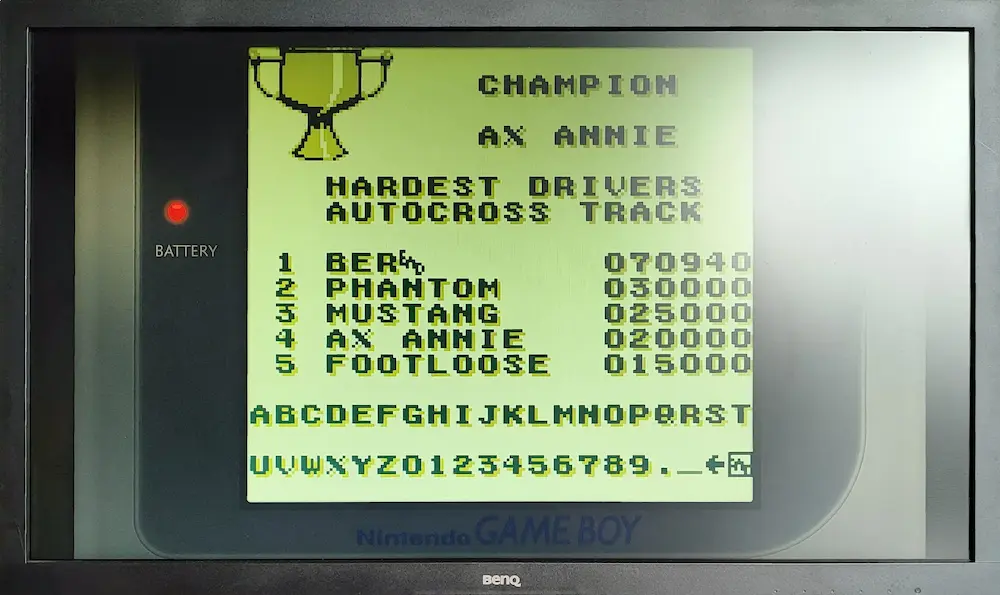 CHAMPION
AX ANNIE
HARDEST DRIVERS
AUTOCROSS TRACK
BATTERY
1 BER 070940
2 PHANTOM 030000
3 MUSTANG 025000
4 AX ANNIE 020000
5 FOOTLOOSE 015000
ABCDEFGHIJKLMNOPQRST
UVWXYZ0123456789._←
Nintendo GAME BOY
BenQ